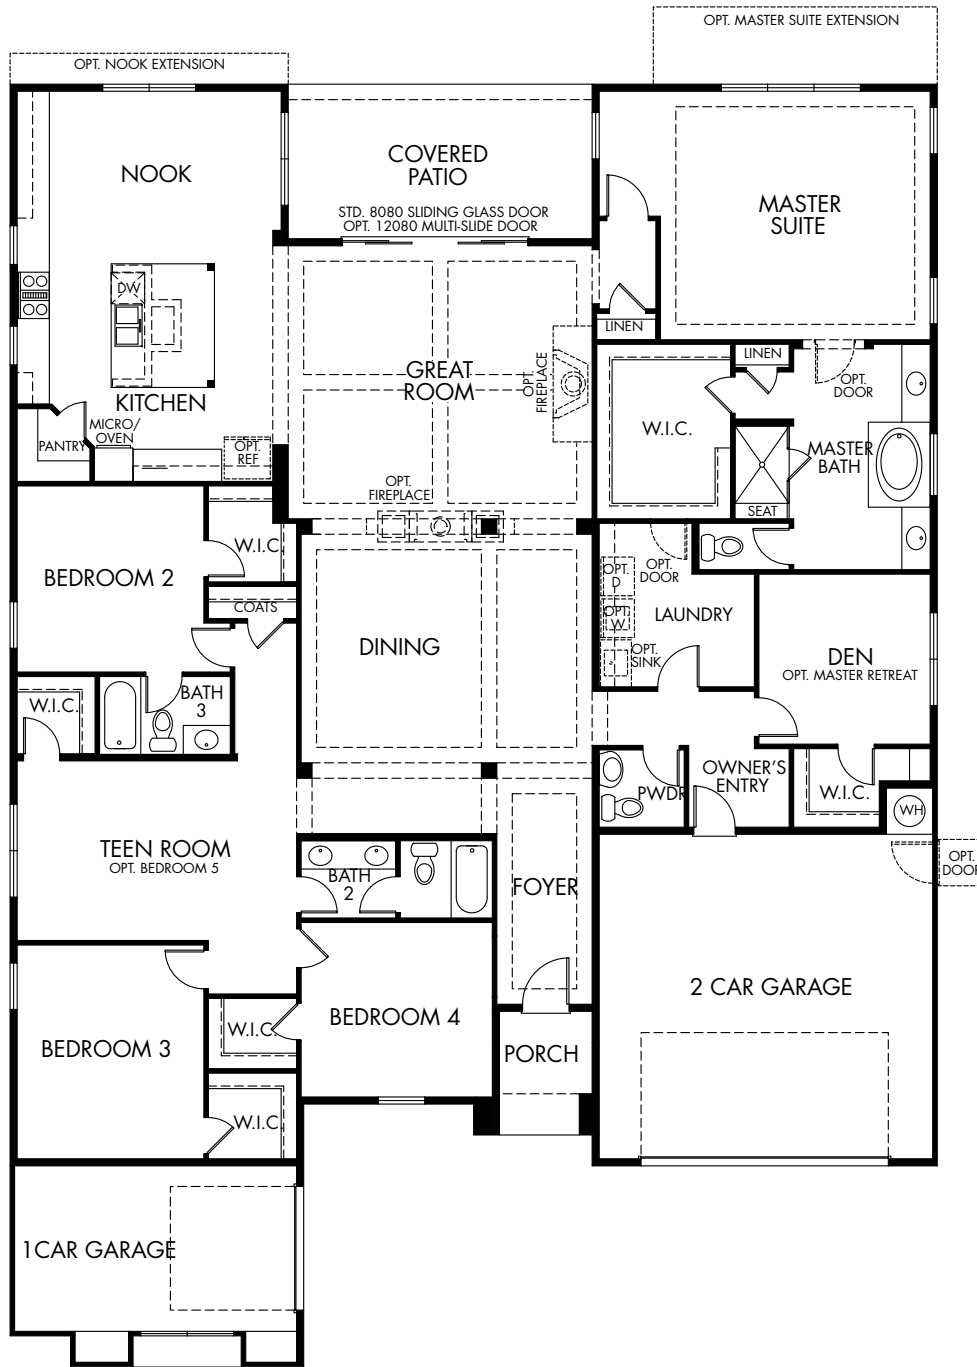 OPT. MASTER SUITE EXTENSION
OPT. NOOK EXTENSION
NOOK
COVERED
PATIO
STD. 8080 SLIDING GLASS DOOR
OPT. 12080 MULTI-SLIDE DOOR
MASTER
SUITE
DW
LINEN
GREAT
ROOM
OPT.
FIREPLACE
LINEN
OPT.
DOOR
KITCHEN
MICRO/
OVEN
PANTRY
OPT.
REF
W.I.C.
MASTER
BATH
SEAT
OPT.
FIREPLACE
W.I.C.
BEDROOM 2
COATS
OPT.
D
OPT.
DOOR
OPT.
W
LAUNDRY
OPT.
SINK
DINING
DEN
OPT. MASTER RETREAT
W.I.C.
BATH
3
OWNER'S
ENTRY
PWDR
W.I.C.
WH
TEEN ROOM
OPT. BEDROOM 5
BATH
2
FOYER
OPT.
DOOR
2 CAR GARAGE
BEDROOM 4
W.I.C.
BEDROOM 3
PORCH
W.I.C.
1CAR GARAGE